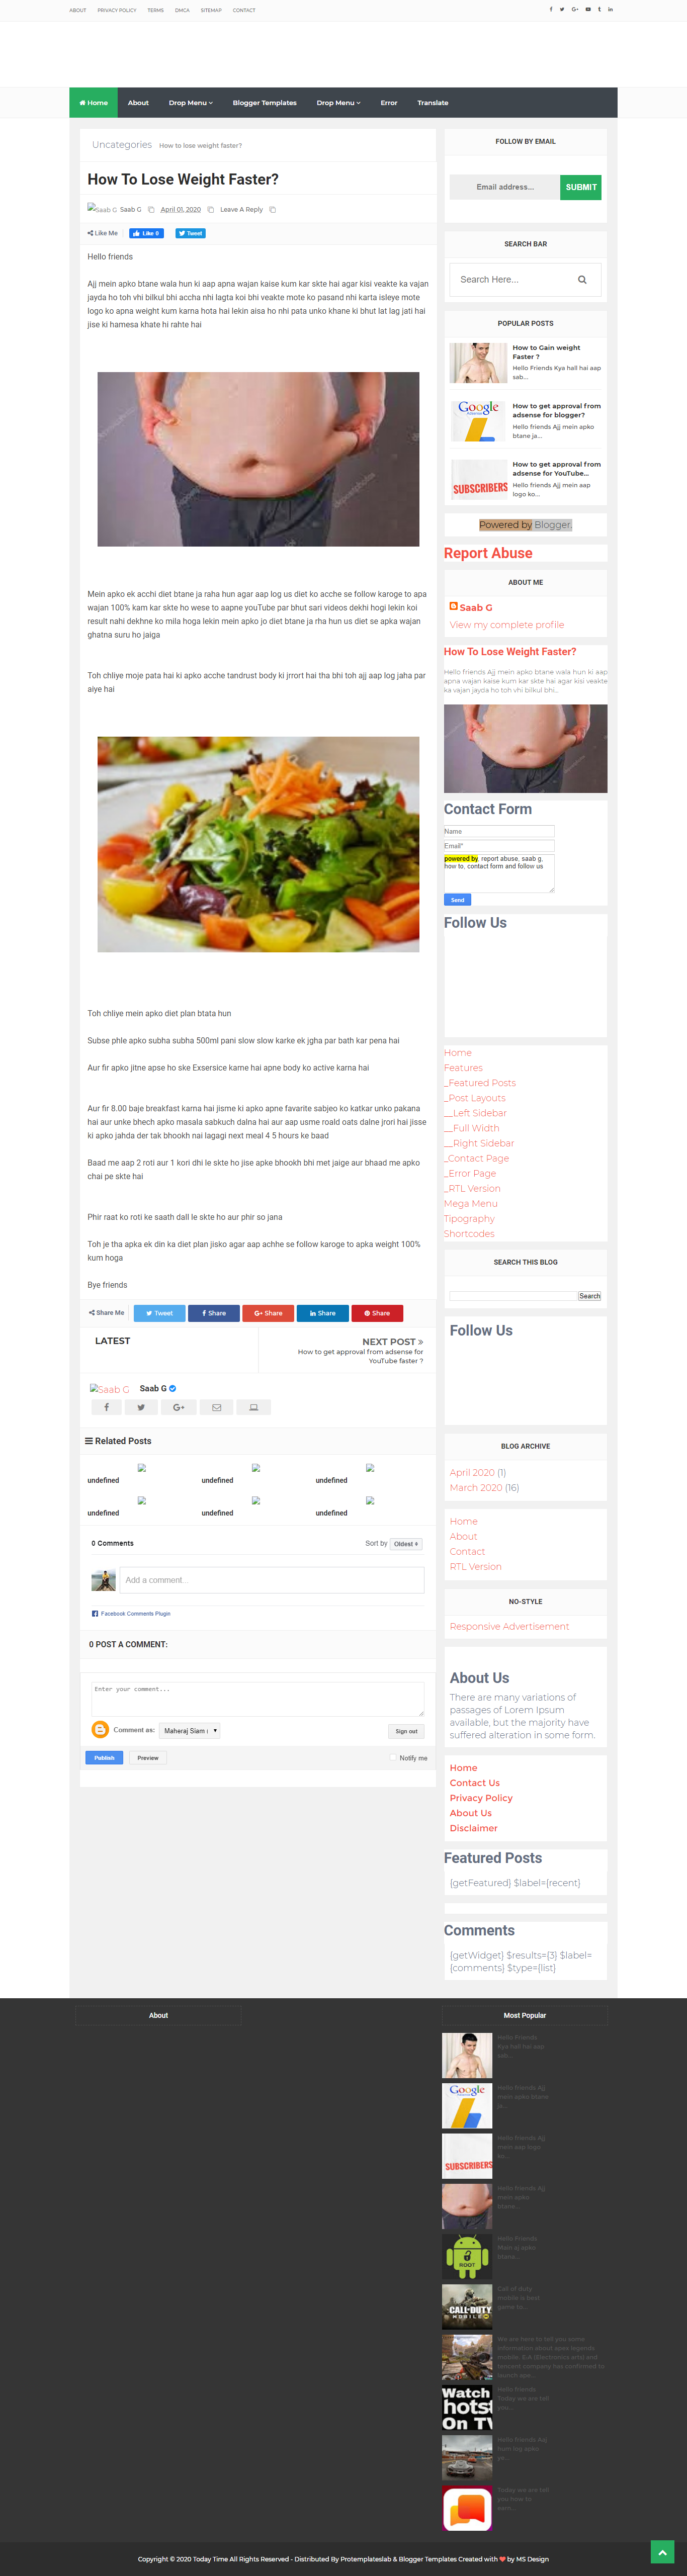 ABOUT PRIVACY POLICY TERMS DMCA SITEMAP CONTACT
Home About Drop Menu Blogger Templates Drop Menu Error Translate
Uncategories How to lose weight faster?
How To Lose Weight Faster?
Saab G Saab G April 01, 2020 Leave A Reply
Like Me Like 0 Tweet
Hello friends
Ajj mein apko btane wala hun ki aap apna wajan kaise kum kar skte hai agar kisi veakte ka vajan
jayda ho toh vhi bilkul bhi accha nhi lagta koi bhi veakte mote ko pasand nhi karta isleye mote
logo ko apna weight kum karna hota hai lekin aisa ho nhi pata unko khane ki bhut lat lag jati hai
jise ki hamesa khate hi rahte hai
Mein apko ek acchi diet btane ja raha hun agar aap log us diet ko acche se follow karoge to apa
wajan 100% kam kar skte ho wese to aapne youTube par bhut sari videos dekhi hogi lekin koi
result nahi dekhne ko mila hoga lekin mein apko jo diet btane ja rha hun us diet se apka wajan
ghatna suru ho jaiga
Toh chliye moje pata hai ki apko acche tandrust body ki jrrort hai tha bhi toh ajj aap log jaha par
aiye hai
Toh chliye mein apko diet plan btata hun
Subse phle apko subha subha 500ml pani slow slow karke ek jgha par bath kar pena hai
Aur fir apko jitne apse ho ske Exsersice karne hai apne body ko active karna hai
Aur fir 8.00 baje breakfast karna hai jisme ki apko apne favarite sabjeo ko katkar unko pakana
hai aur unke bhech apko masala sabkuch dalna hai aur aap usme roald oats dalne jrori hai jisse
ki apko jahda der tak bhookh nai lagagi next meal 4 5 hours ke baad
Baad me aap 2 roti aur 1 kori dhi le skte ho jise apke bhookh bhi met jaige aur bhaad me apko
chai pe skte hai
Phir raat ko roti ke saath dall le skte ho aur phir so jana
Toh je tha apka ek din ka diet plan jisko agar aap achhe se follow karoge to apka weight 100%
kum hoga
Bye friends
Share Me Tweet Share Share Share Share
LATEST
NEXT POST
How to get approval from adsense for
YouTube faster ?
Saab G Saab G
Related Posts
undefined undefined undefined
undefined undefined undefined
0 Comments Sort by Oldest
Add a comment...
Facebook Comments Plugin
0 POST A COMMENT:
Enter your comment...
Comment as: Maheraj Siam Sign out
Publish Preview Notify me
FOLLOW BY EMAIL
Email address... SUBMIT
SEARCH BAR
Search Here...
POPULAR POSTS
How to Gain weight
Faster ?
Hello Friends Kya hall hai aap
sab...
Google
How to get approval from
adsense for blogger?
Hello friends Ajj mein apko
btane ja...
SUBSCRIBERS
How to get approval from
adsense for YouTube...
Hello friends Ajj mein aap
logo ko...
Powered by Blogger.
Report Abuse
ABOUT ME
Saab G
View my complete profile
How To Lose Weight Faster?
Hello friends Ajj mein apko btane wala hun ki aap
apna wajan kaise kum kar skte hai agar kisi veakte
ka vajan jayda ho toh vhi bilkul bhi...
Contact Form
Name
Email*
powered by, report abuse, saab g,
how to, contact form and follow us
Send
Follow Us
Home
Features
_Featured Posts
_Post Layouts
__Left Sidebar
__Full Width
__Right Sidebar
_Contact Page
_Error Page
_RTL Version
Mega Menu
Tipography
Shortcodes
SEARCH THIS BLOG
Search
Follow Us
BLOG ARCHIVE
April 2020 (1)
March 2020 (16)
Home
About
Contact
RTL Version
NO-STYLE
Responsive Advertisement
About Us
There are many variations of
passages of Lorem Ipsum
available, but the majority have
suffered alteration in some form.
Home
Contact Us
Privacy Policy
About Us
Disclaimer
Featured Posts
{getFeatured} $label={recent}
Comments
{getWidget} $results={3} $label=
{comments} $type={list}
About
Most Popular
Hello Friends
Kya hall hai aap
sab...
Google
Hello friends Ajj
mein apko btane
ja...
SUBSCRIBERS
Hello friends Ajj
mein aap logo
ko...
Hello friends Ajj
mein apko
btane...
ROOT
Hello Friends
CALL OF DUTY
MOBILE
Call of duty
mobile is best
Watch
hotst
On TV
Hello friends
Copyright © 2020 Today Time All Rights Reserved - Distributed By Protemplateslab & Blogger Templates Created with ❤ by MS Design